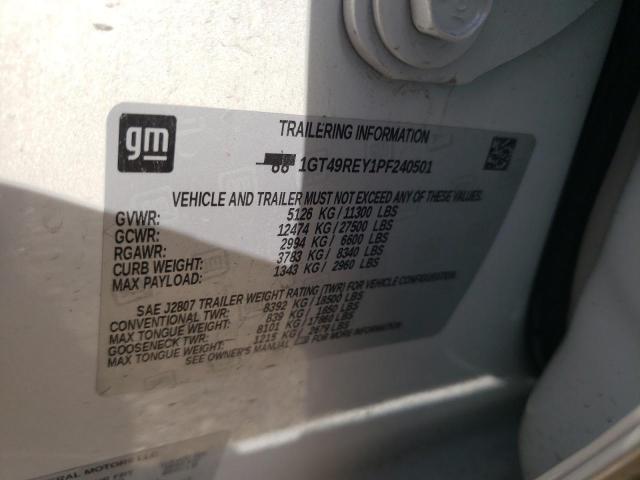 gm
TRAILERING INFORMATION
1GT49REY1PF240501
VEHICLE AND TRAILER MUST NOT EXCEED ANY OF:
GVWR: 5126 KG/11300 LBS
GCWR: 12474 KG/27500 LBS
RGAWR: 2994 KG/ 6600 LBS
CURB WEIGHT: 3783 KG/ 8340 LBS
MAX PAYLOAD: 1343 KG/ 2960 LBS
SAE J2807 TRAILER WEIGHT RATING (TWR) FOR VEHICLE CONFIGURATION:
CONVENTIONAL TWR: 8392 KG/ 18500 LBS
MAX TONGUE WEIGHT: 839 KG/ 1850 LBS
GOOSENECK TWR: 8101 KG/ 17860 LBS
MAX TONGUE WEIGHT: 1215 KG/ 2679 LBS
SEE OWNER'S MANUAL FOR MORE INFORMATION
ERAL MOTORS LLC